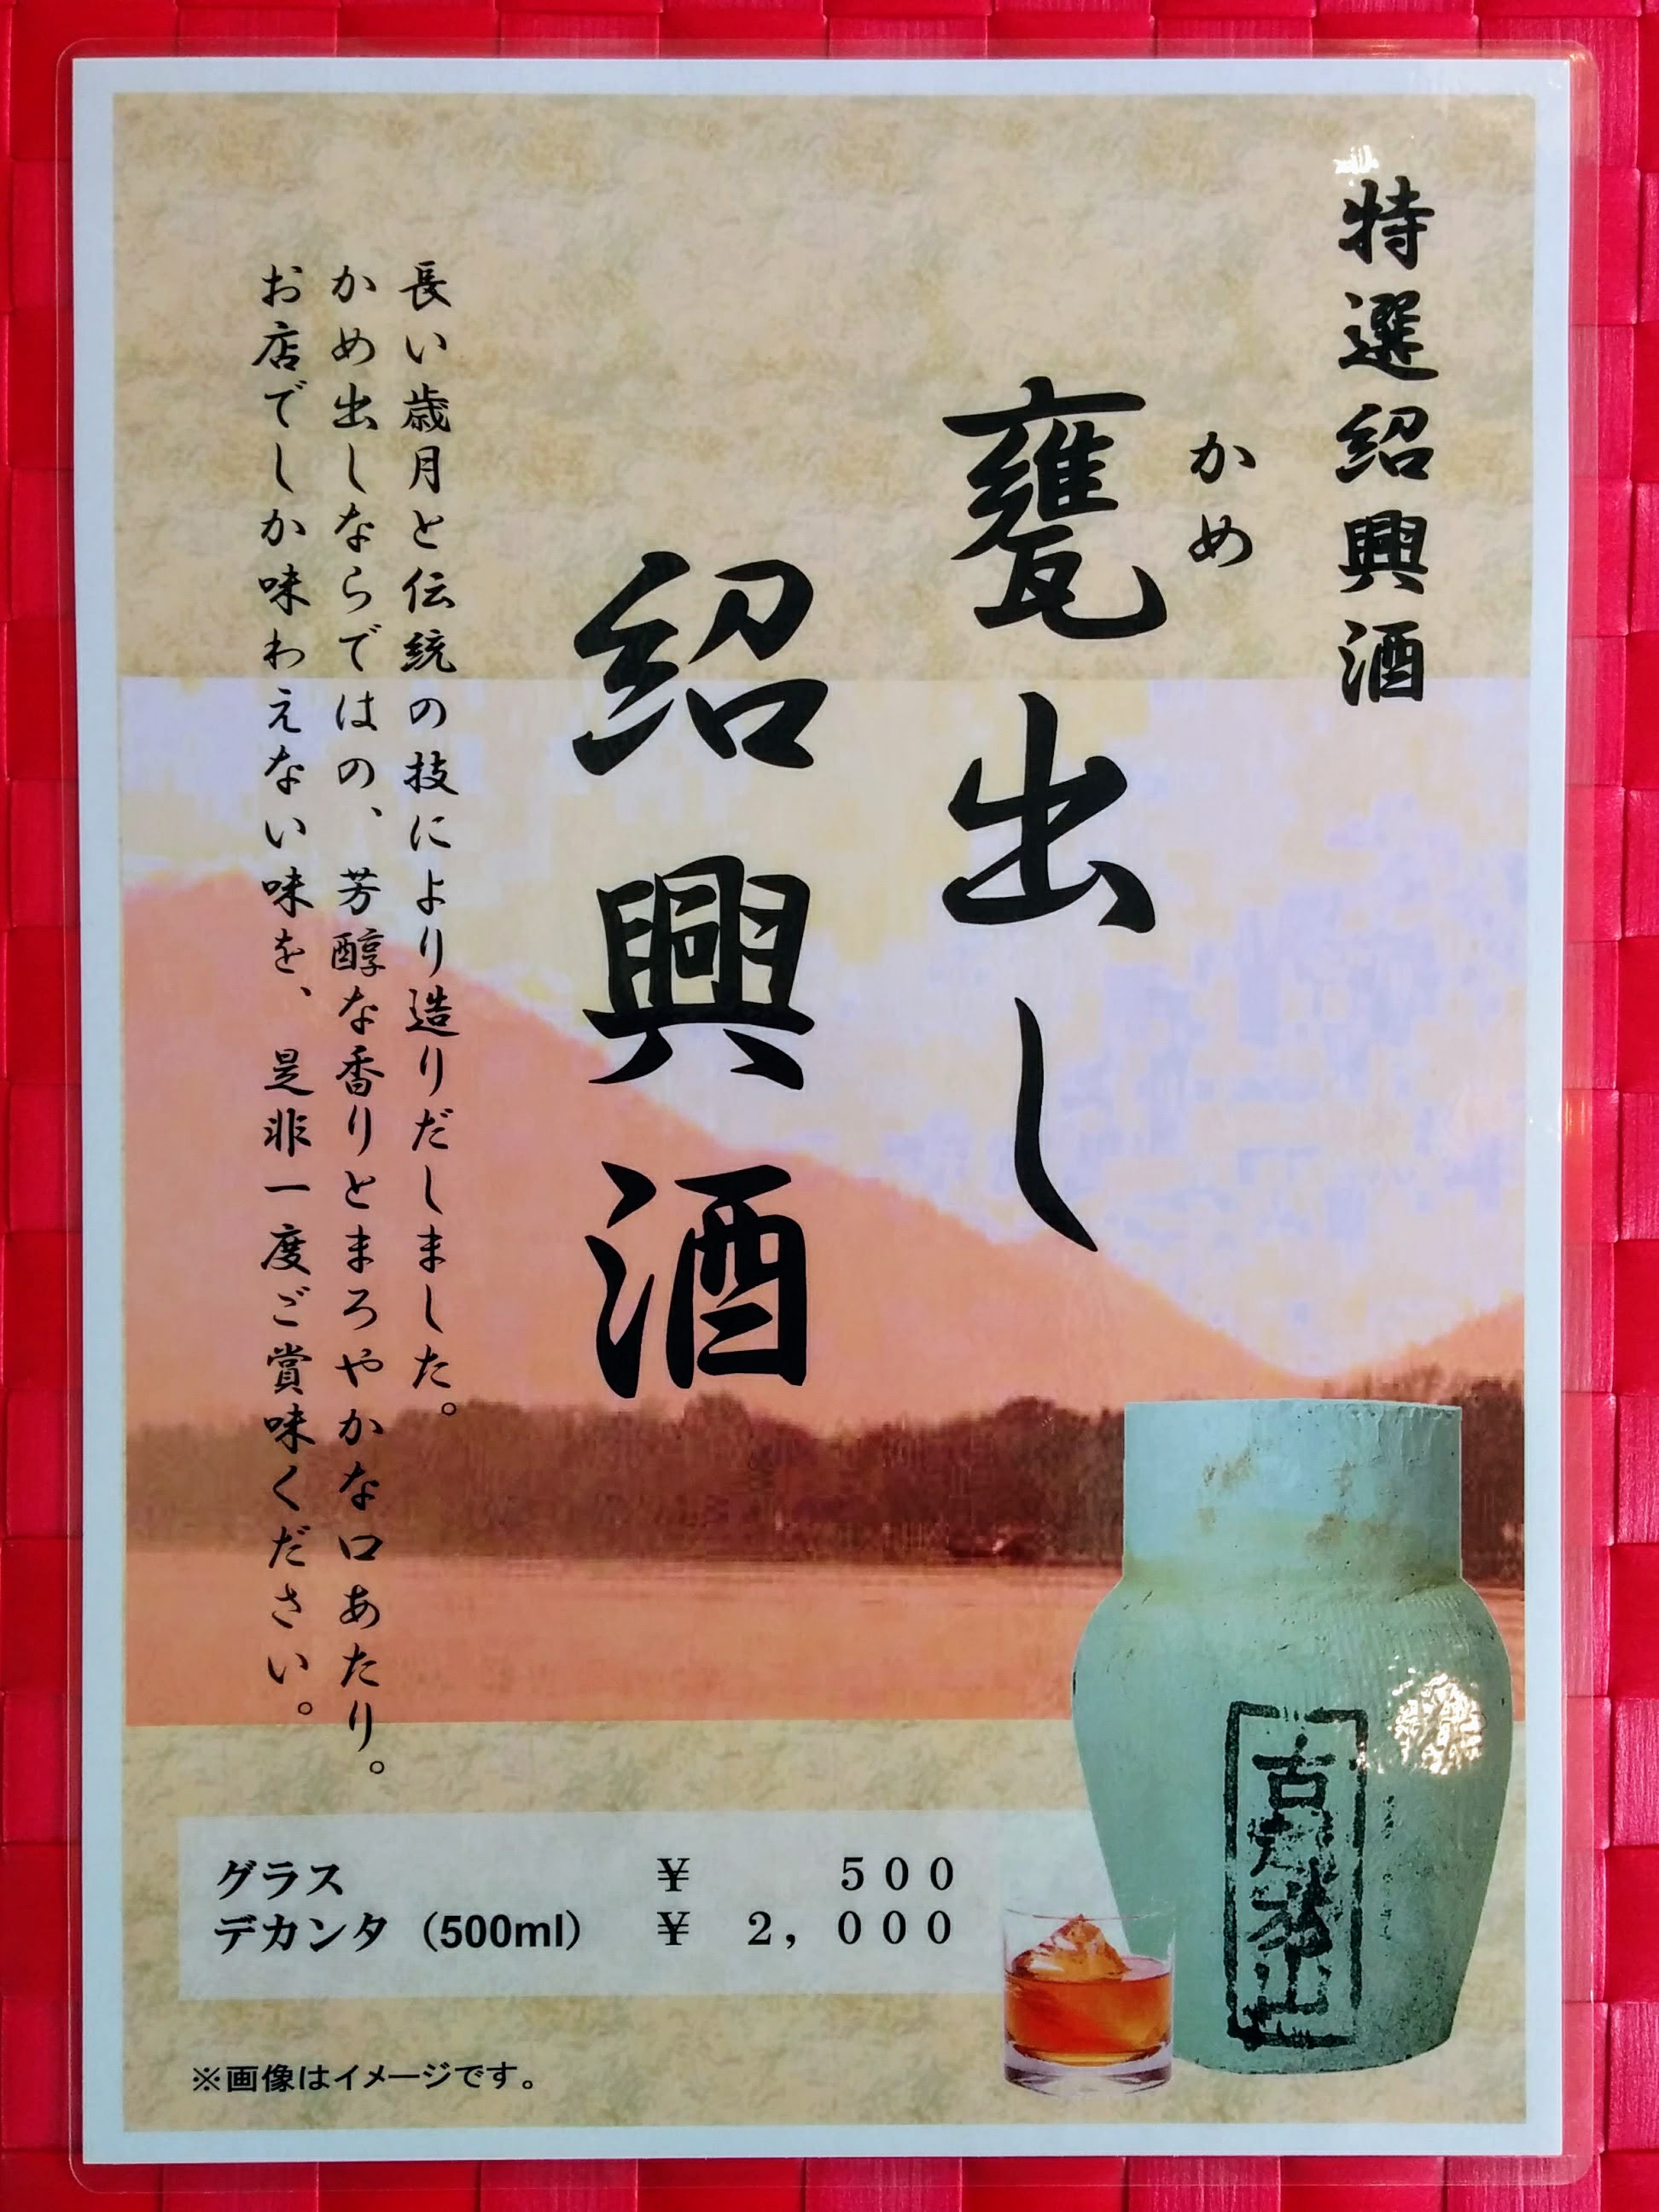 特選紹興酒
かめ
甕出し
紹興酒
長い歳月と伝統の技により造りだしました。
かめ出しならではの、芳醇な香りとまろやかな口あたり。
お店でしか味わえない味を、是非一度ご賞味ください。
グラス ¥ 500
デカンタ（500ml） ¥ 2,000
※画像はイメージです。